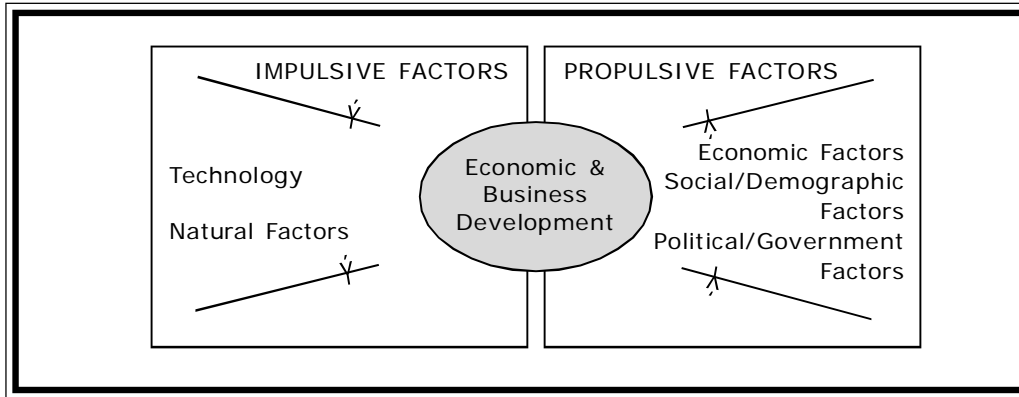 IMPULSIVE FACTORS
Technology
Natural Factors
Economic &
Business
Development
PROPULSIVE FACTORS
Economic Factors
Social/Demographic
Factors
Political/Government
Factors